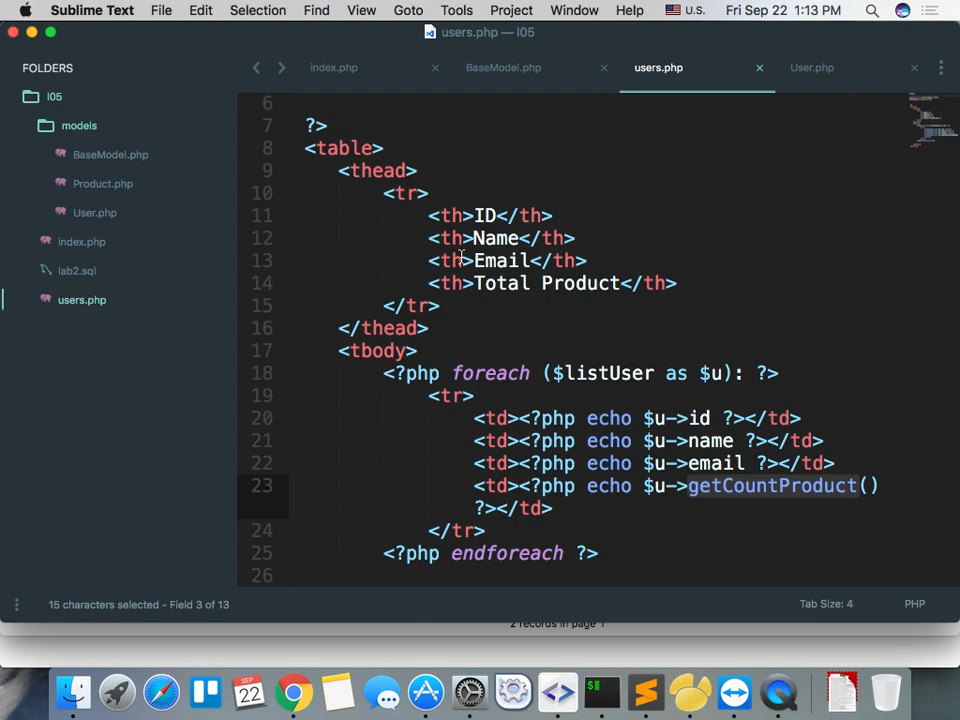 Sublime Text File Edit Selection Find View Goto Tools Project Window Help U.S. Fri Sep 22 1:13 PM
users.php — l05
FOLDERS
l05
models
BaseModel.php
Product.php
User.php
index.php
lab2.sql
users.php
index.php BaseModel.php users.php User.php
6
7 ?>
8 <table>
9 <thead>
10 <tr>
11 <th>ID</th>
12 <th>Name</th>
13 <th>Email</th>
14 <th>Total Product</th>
15 </tr>
16 </thead>
17 <tbody>
18 <?php foreach ($listUser as $u): ?>
19 <tr>
20 <td><?php echo $u->id ?></td>
21 <td><?php echo $u->name ?></td>
22 <td><?php echo $u->email ?></td>
23 <td><?php echo $u->getCountProduct()
?></td>
24 </tr>
25 <?php endforeach ?>
26
15 characters selected - Field 3 of 13 Tab Size: 4 PHP
2 records in page 1
SEP
22
$